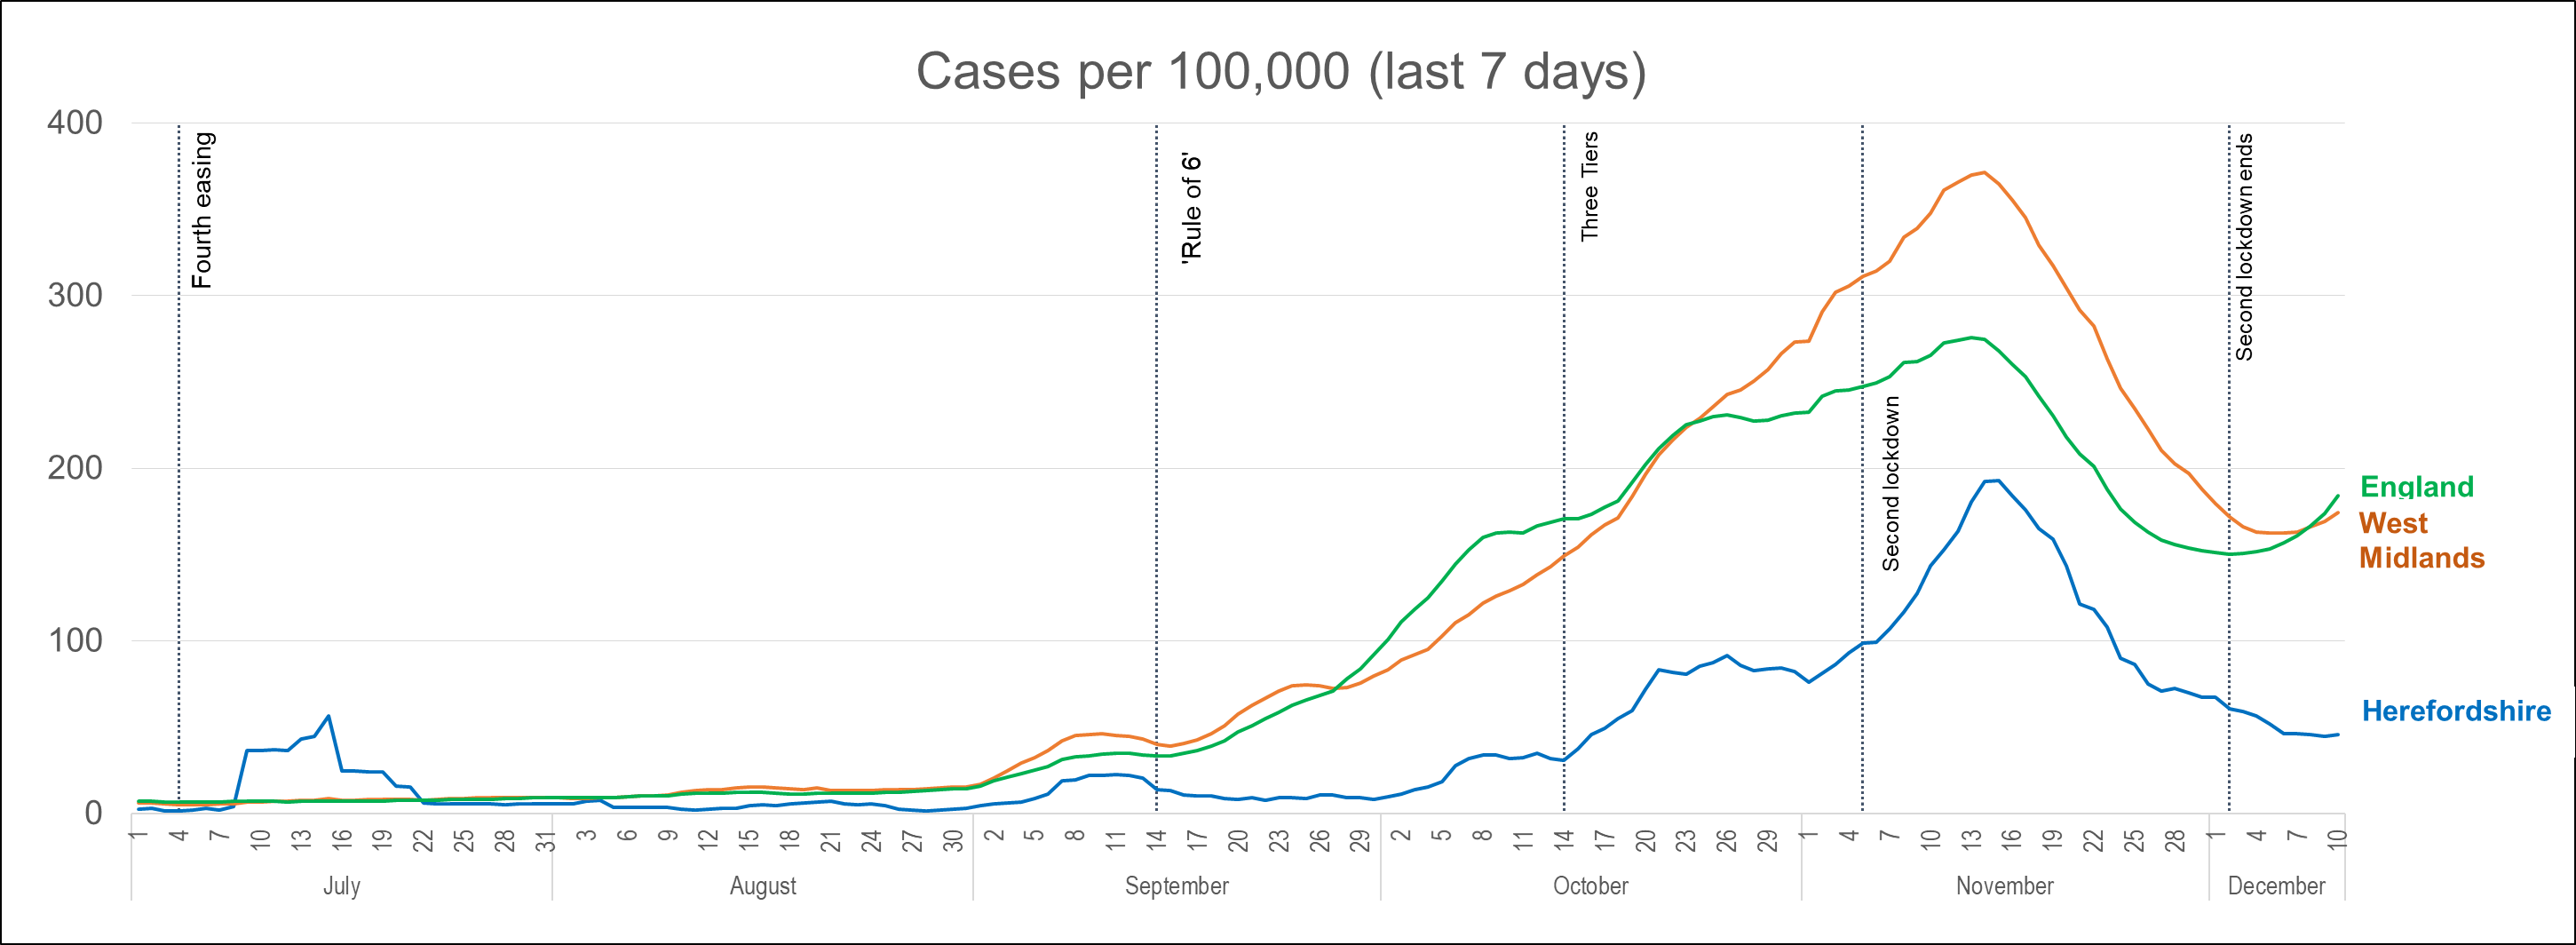 Cases per 100,000 (last 7 days)
400
300
200
100
0
Fourth easing
'Rule of 6'
Three Tiers
Second lockdown
Second lockdown ends
England
West
Midlands
Herefordshire
1 4 7 10 13 16 19 22 25 28 31 3 6 9 12 15 18 21 24 27 30 2 5 8 11 14 17 20 23 26 29 2 5 8 11 14 17 20 23 26 29 1 4 7 10 13 16 19 22 25 28 1 4 7 10
July August September October November December